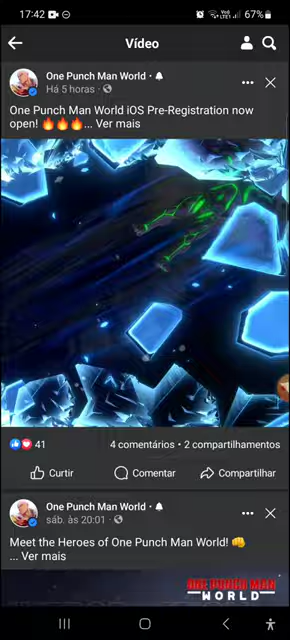 17:42
67%
Vídeo
One Punch Man World
Há 5 horas
One Punch Man World iOS Pre-Registration now
open! 🔥🔥🔥... Ver mais
41
4 comentários • 2 compartilhamentos
Curtir
Comentar
Compartilhar
One Punch Man World
sáb. às 20:01
Meet the Heroes of One Punch Man World! 👊
... Ver mais
ONE PUNCH MAN
WORLD